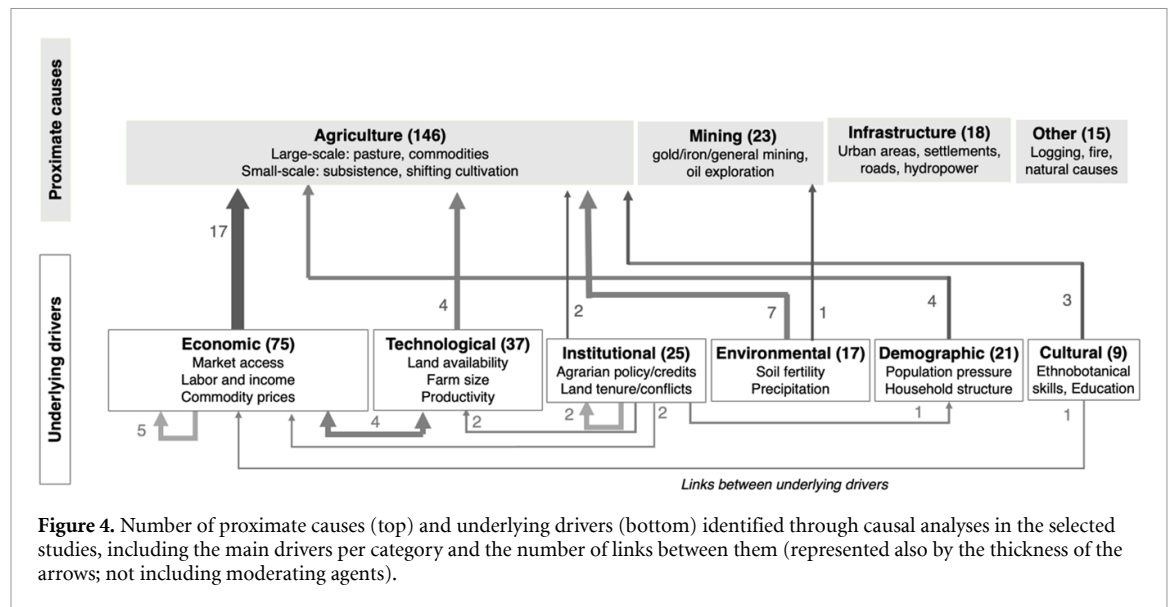 Proximate causes
Agriculture (146)
Large-scale: pasture, commodities
Small-scale: subsistence, shifting cultivation
Mining (23)
gold/iron/general mining,
oil exploration
Infrastructure (18)
Urban areas, settlements,
roads, hydropower
Other (15)
Logging, fire,
natural causes
17
4
2
7
1
4
3
Underlying drivers
Economic (75)
Market access
Labor and income
Commodity prices
Technological (37)
Land availability
Farm size
Productivity
Institutional (25)
Agrarian policy/credits
Land tenure/conflicts
Environmental (17)
Soil fertility
Precipitation
Demographic (21)
Population pressure
Household structure
Cultural (9)
Ethnobotanical
skills, Education
5
4
2
2
2
1
1
Links between underlying drivers
Figure 4. Number of proximate causes (top) and underlying drivers (bottom) identified through causal analyses in the selected
studies, including the main drivers per category and the number of links between them (represented also by the thickness of the
arrows; not including moderating agents).